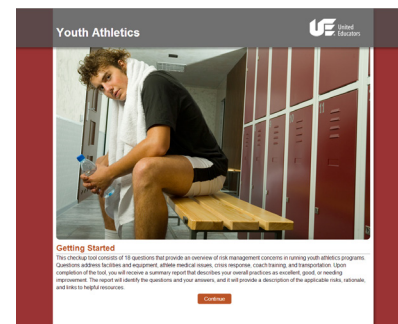 Youth Athletics
UE United
Educators
Getting Started
This checkup tool consists of 18 questions that provide an overview of risk management concerns in running youth athletics programs.
Questions address facilities and equipment, athlete medical issues, crisis response, coach training, and transportation. Upon
completion of the tool, you will receive a summary report that describes your overall practices as excellent, good, or needing
improvement. The report will identify the questions and your answers, and it will provide a description of the applicable risks, rationale,
and links to helpful resources.
Continue